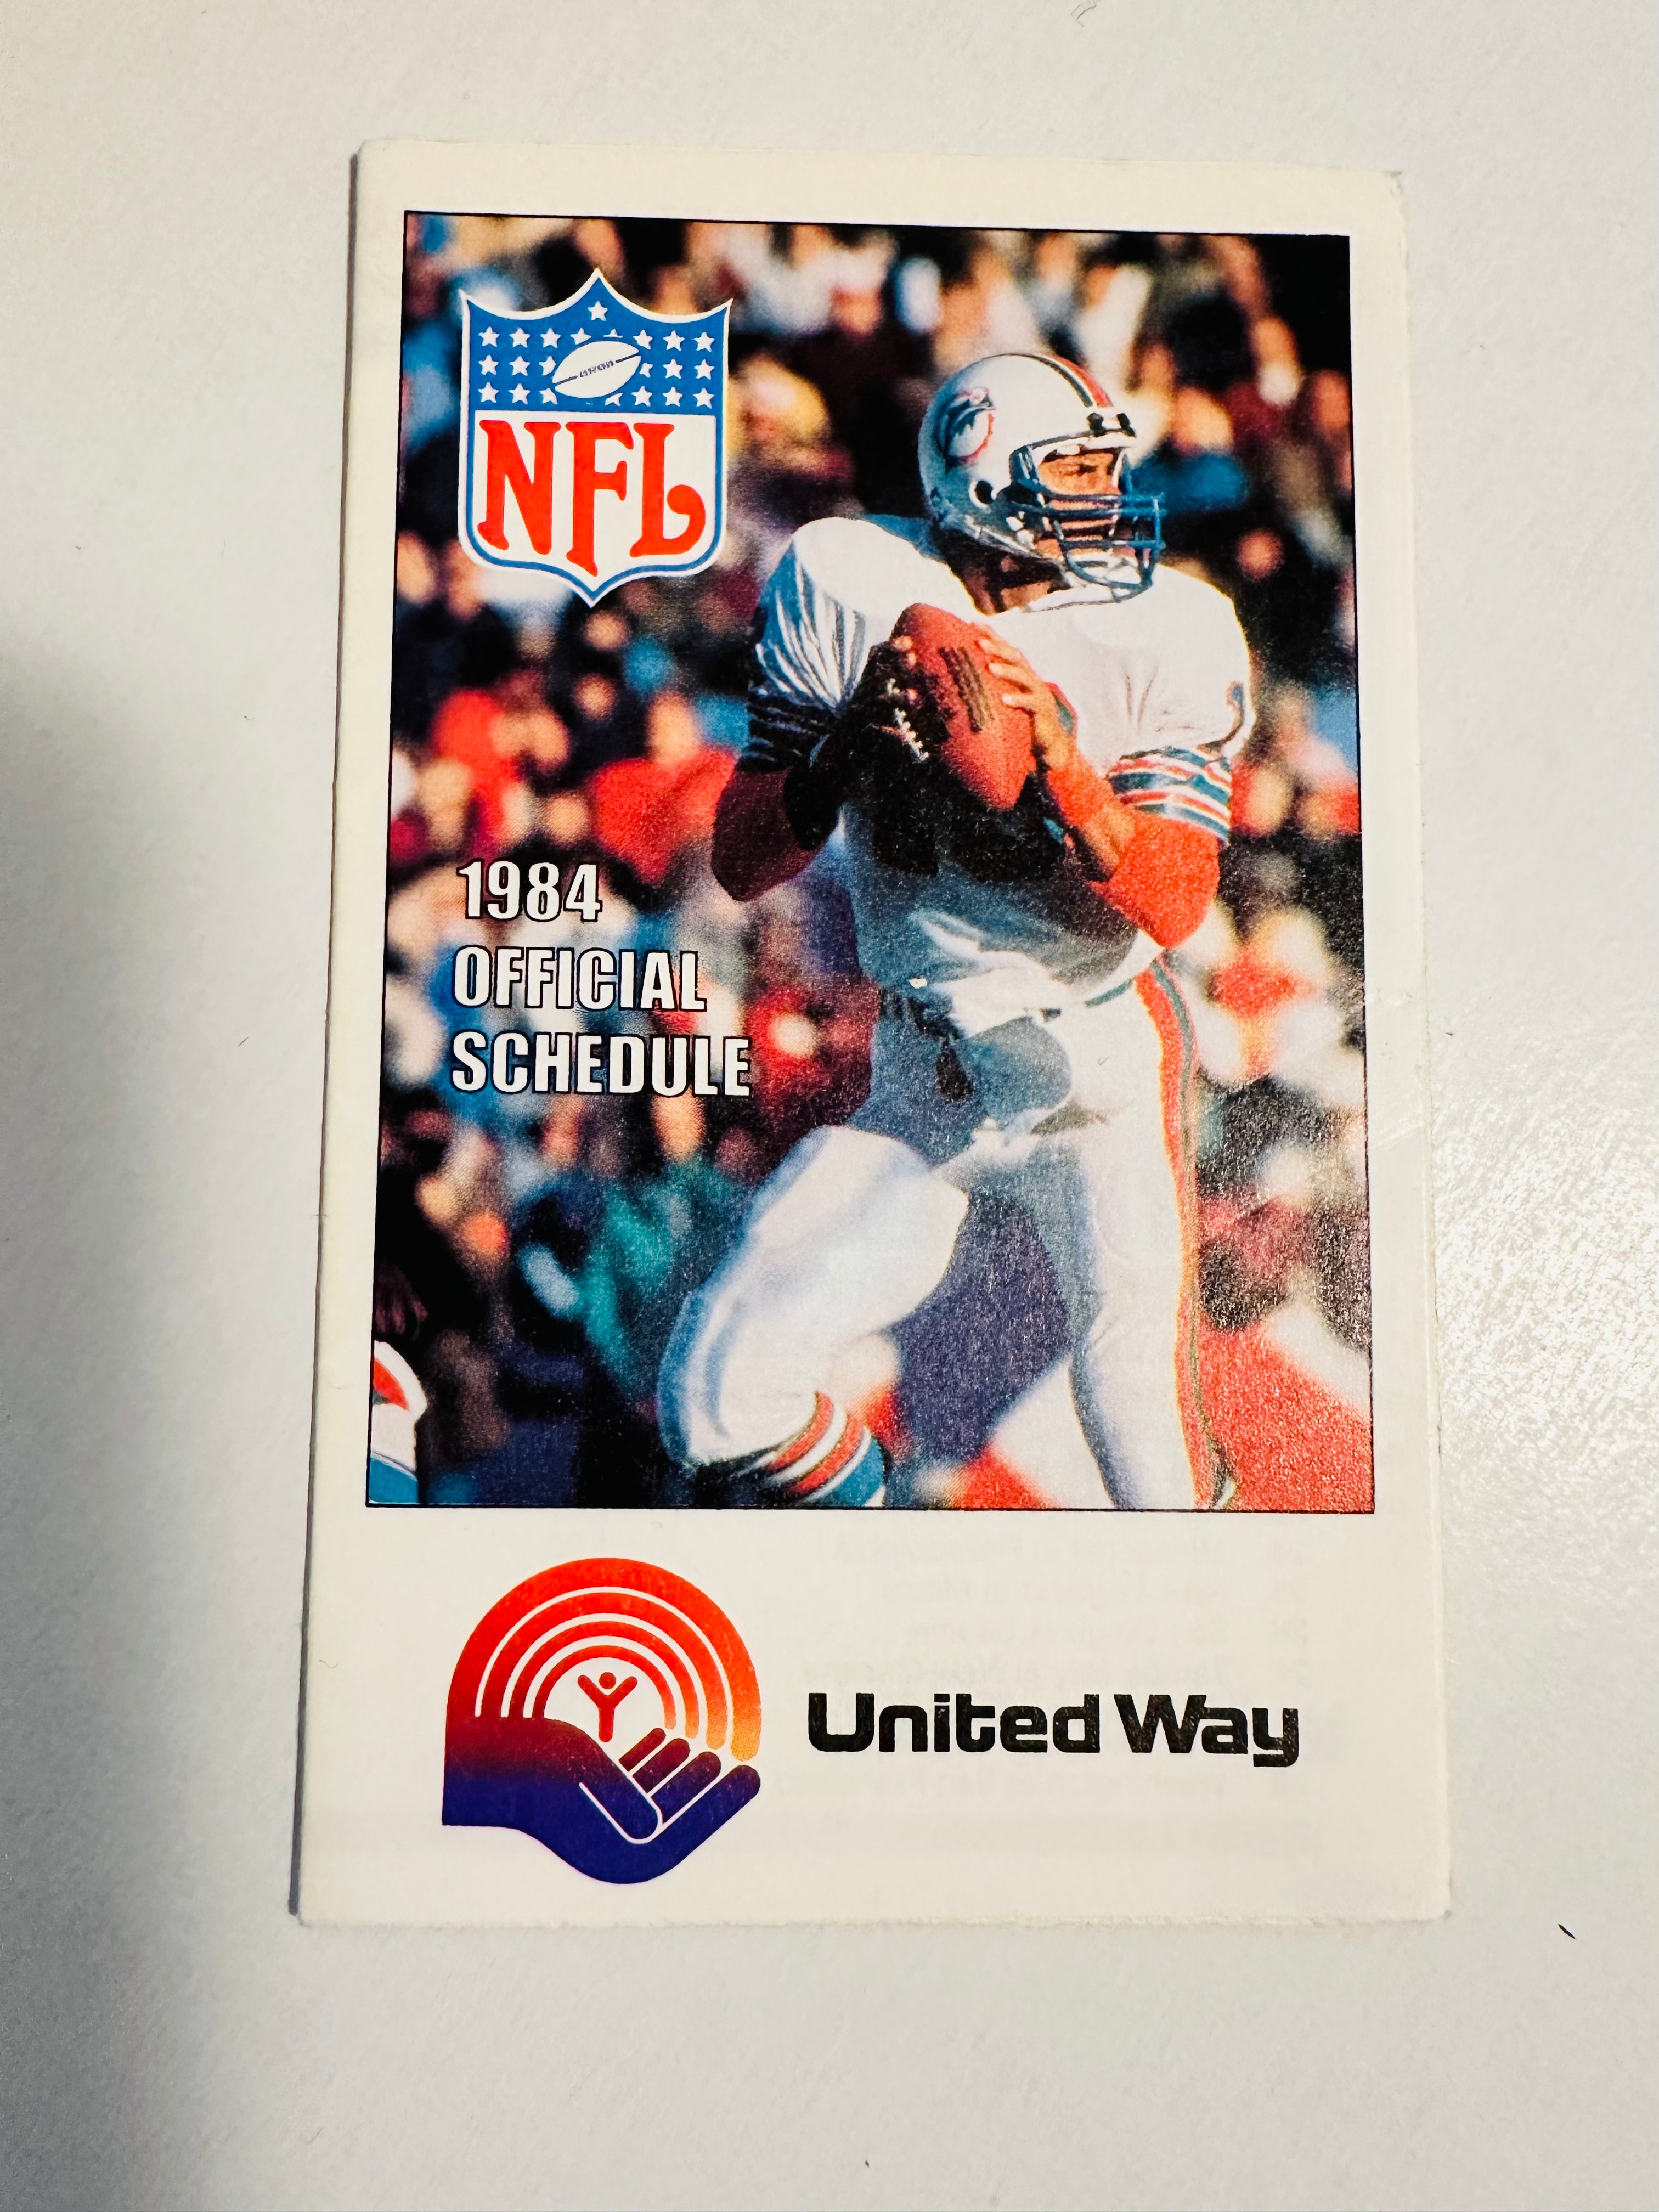 NFL
1984
OFFICIAL
SCHEDULE
United Way